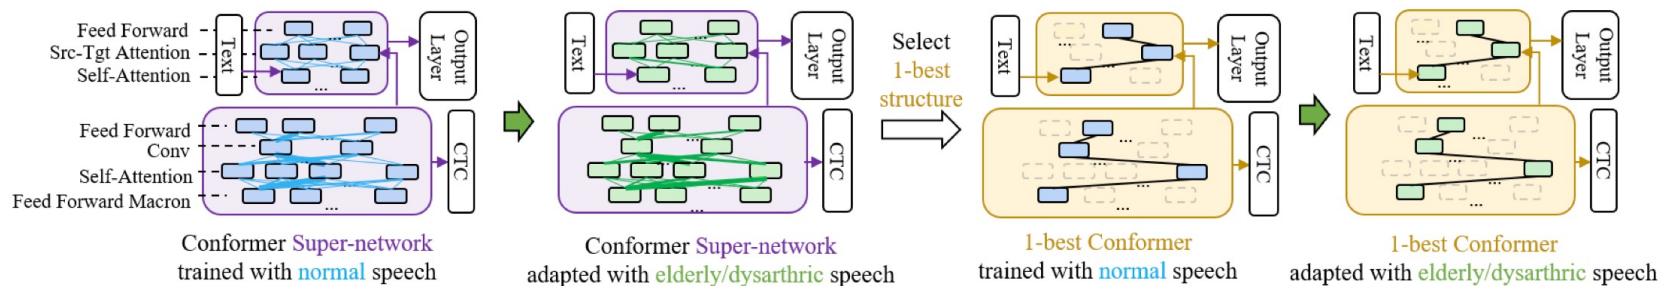 Feed Forward
Src-Tgt Attention
Self-Attention
Text
...
...
Output Layer
Feed Forward
Conv
Self-Attention
Feed Forward Macron
...
...
CTC
Conformer Super-network
trained with normal speech
Text
...
...
Output Layer
...
...
CTC
Conformer Super-network
adapted with elderly/dysarthric speech
Select
1-best
structure
Text
...
...
Output Layer
...
...
...
CTC
1-best Conformer
trained with normal speech
Text
...
...
Output Layer
...
...
...
CTC
1-best Conformer
adapted with elderly/dysarthric speech